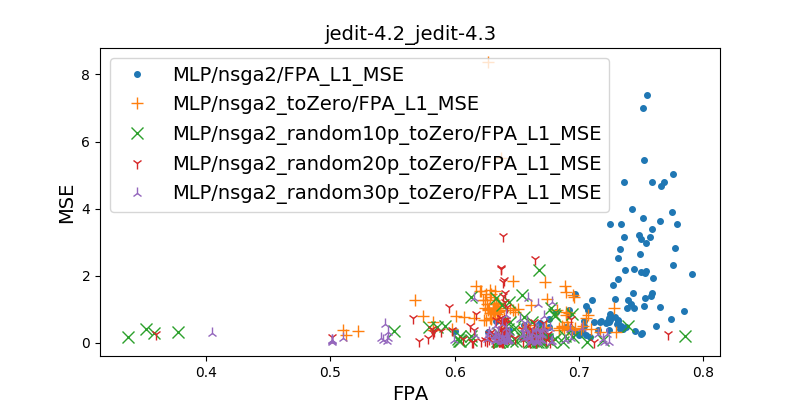 jedit-4.2_jedit-4.3
MLP/nsga2/FPA_L1_MSE
MLP/nsga2_toZero/FPA_L1_MSE
MLP/nsga2_random10p_toZero/FPA_L1_MSE
MLP/nsga2_random20p_toZero/FPA_L1_MSE
MLP/nsga2_random30p_toZero/FPA_L1_MSE
MSE
8
6
4
2
0
0.4 0.5 0.6 0.7 0.8
FPA